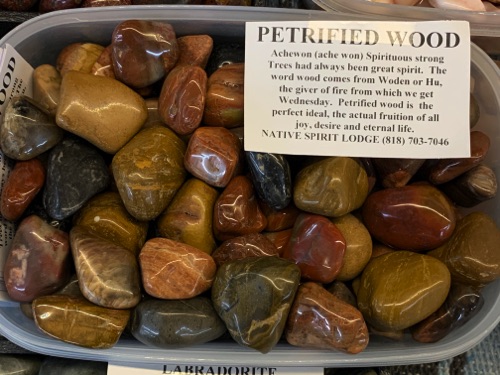 PETRIFIED WOOD
Achewon (ache won) Spirituous strong
Trees had always been great spirit. The
word wood comes from Woden or Hu,
the giver of fire from which we get
Wednesday. Petrified wood is the
perfect ideal, the actual fruition of all
joy, desire and eternal life.
NATIVE SPIRIT LODGE (818) 703-7046
OOD
LABRADORITE